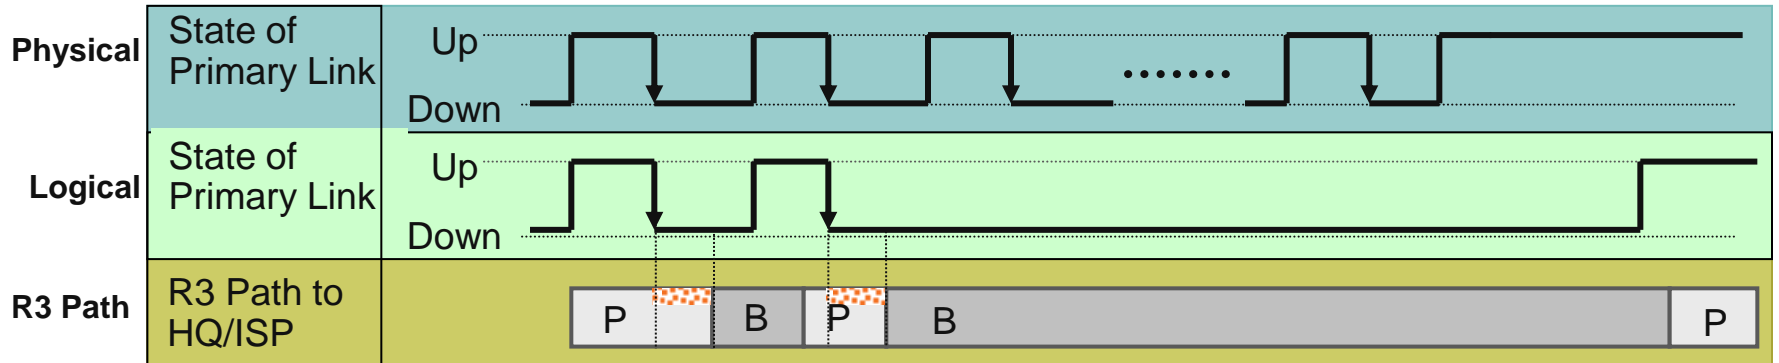 Physical
State of
Primary Link
Up
Down
Logical
State of
Primary Link
Up
Down
R3 Path
R3 Path to
HQ/ISP
P
B
P
B
P